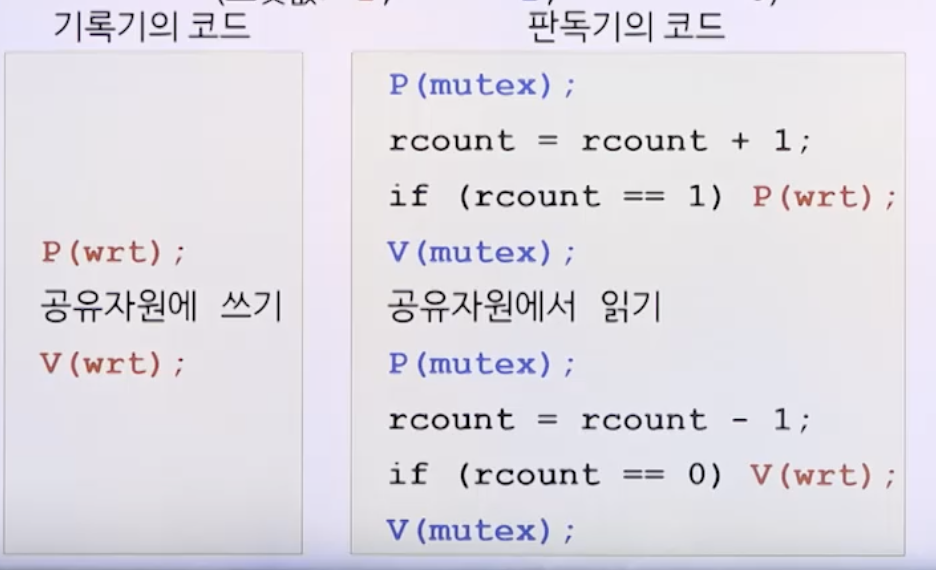 기록기의 코드
판독기의 코드
P(wrt);
공유자원에 쓰기
V(wrt);
P(mutex);
rcount = rcount + 1;
if (rcount == 1) P(wrt);
V(mutex);
공유자원에서 읽기
P(mutex);
rcount = rcount - 1;
if (rcount == 0) V(wrt);
V(mutex);